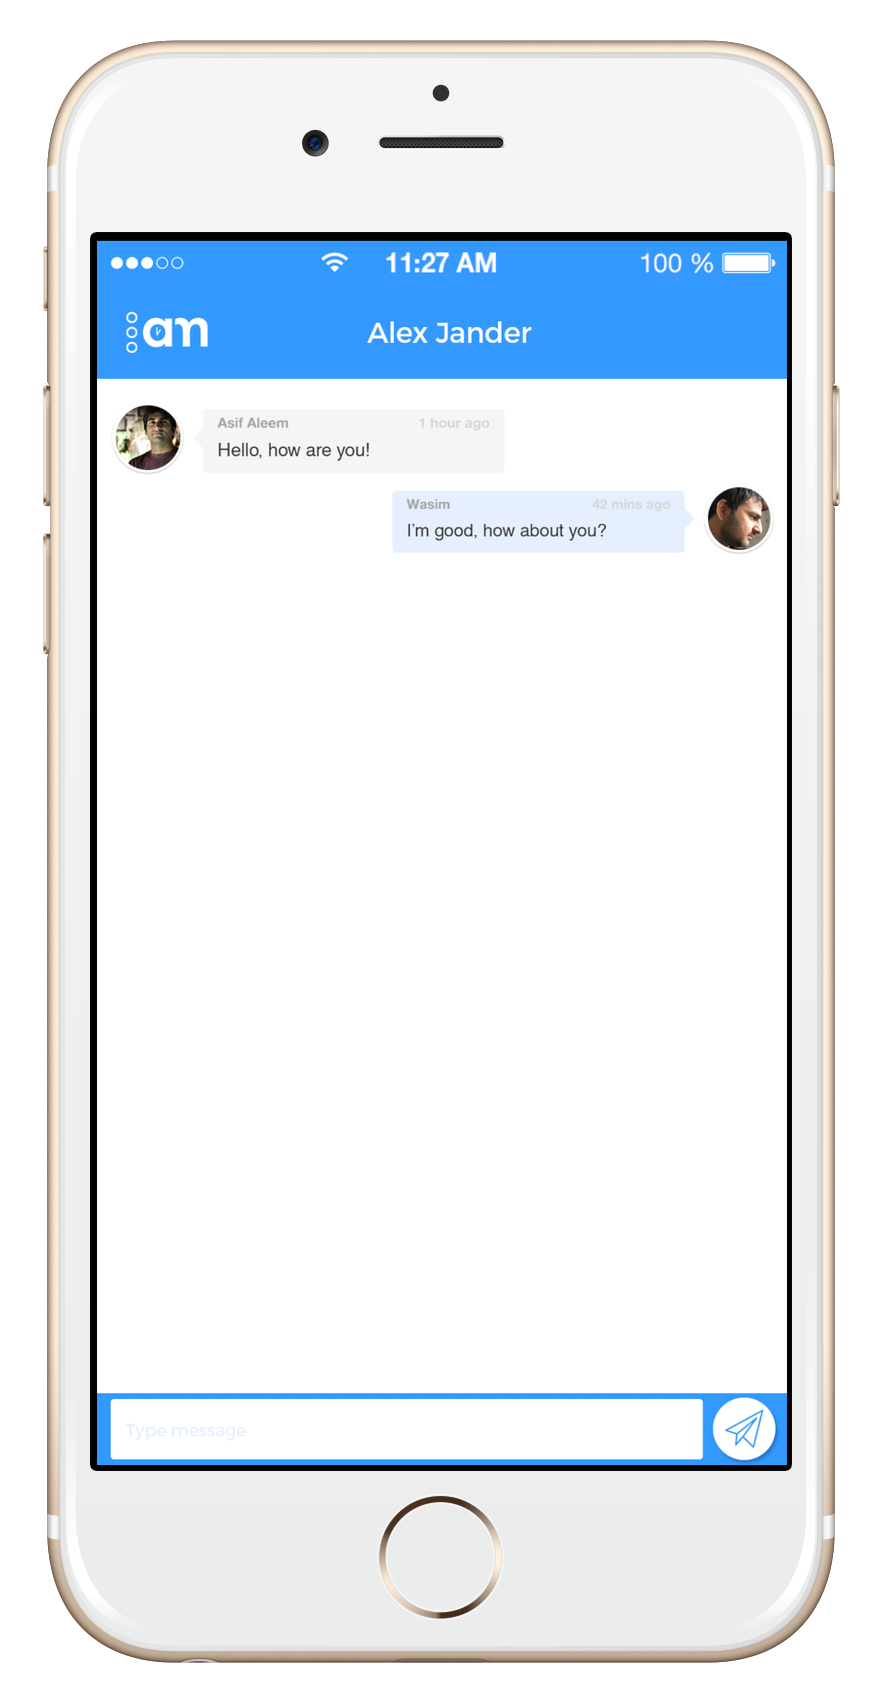 11:27 AM 100 %
am Alex Jander
Asif Aleem 1 hour ago
Hello, how are you!
Wasim 42 mins ago
I'm good, how about you?
Type message